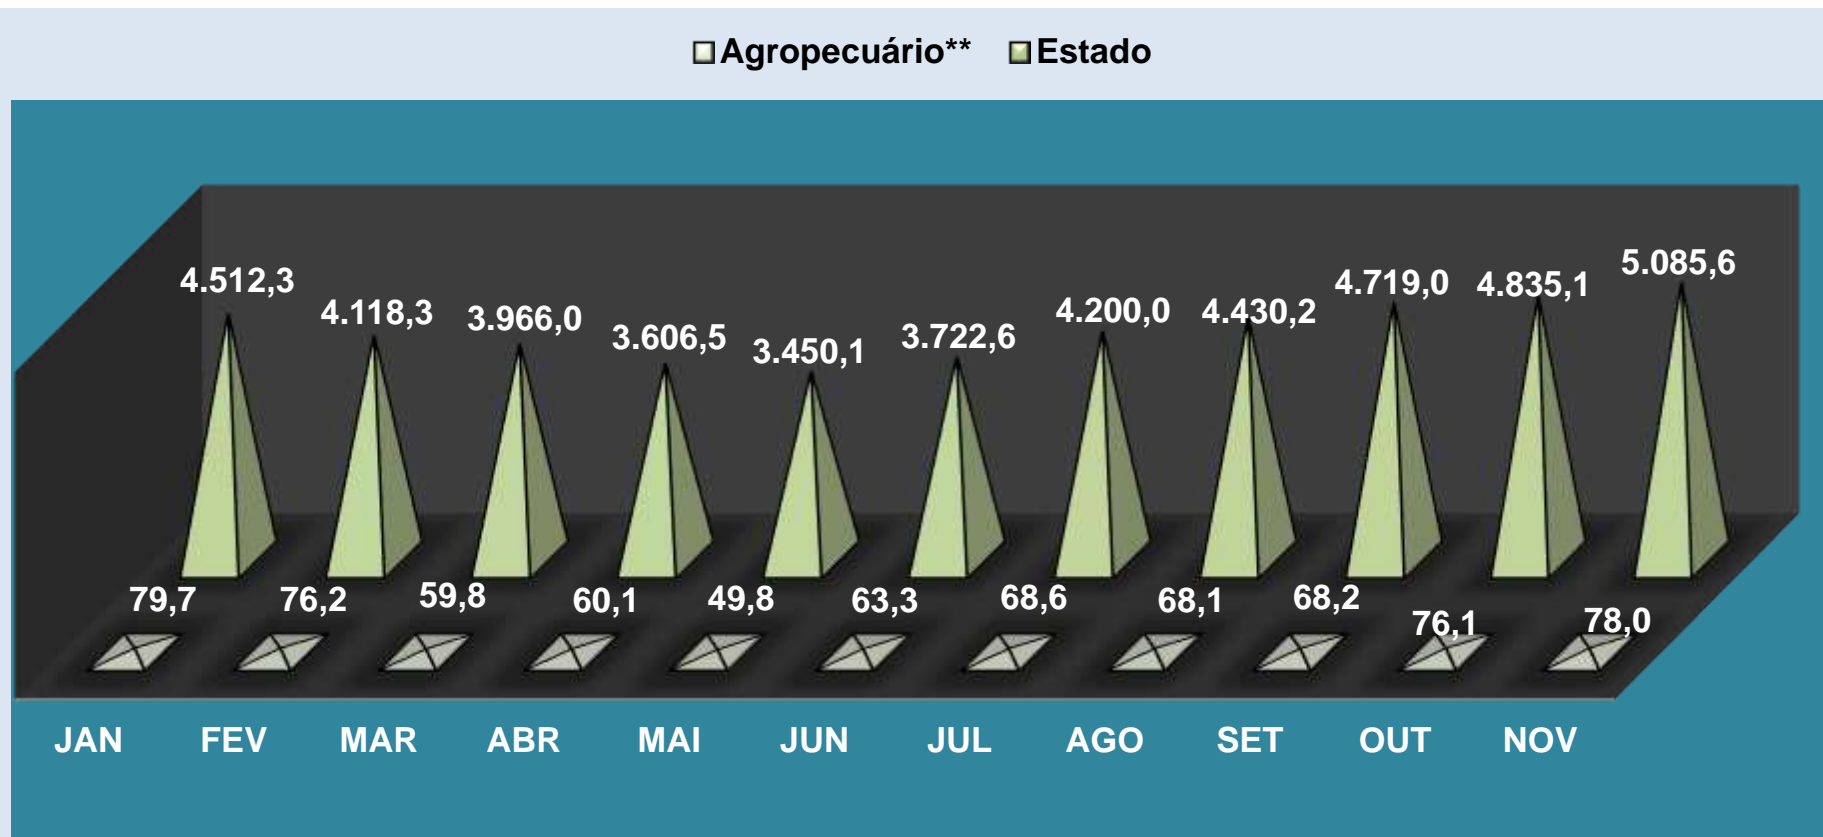 Agropecuário** Estado
4.512,3 4.118,3 3.966,0 3.606,5 3.450,1 3.722,6 4.200,0 4.430,2 4.719,0 4.835,1 5.085,6
79,7 76,2 59,8 60,1 49,8 63,3 68,6 68,1 68,2 76,1 78,0
JAN FEV MAR ABR MAI JUN JUL AGO SET OUT NOV